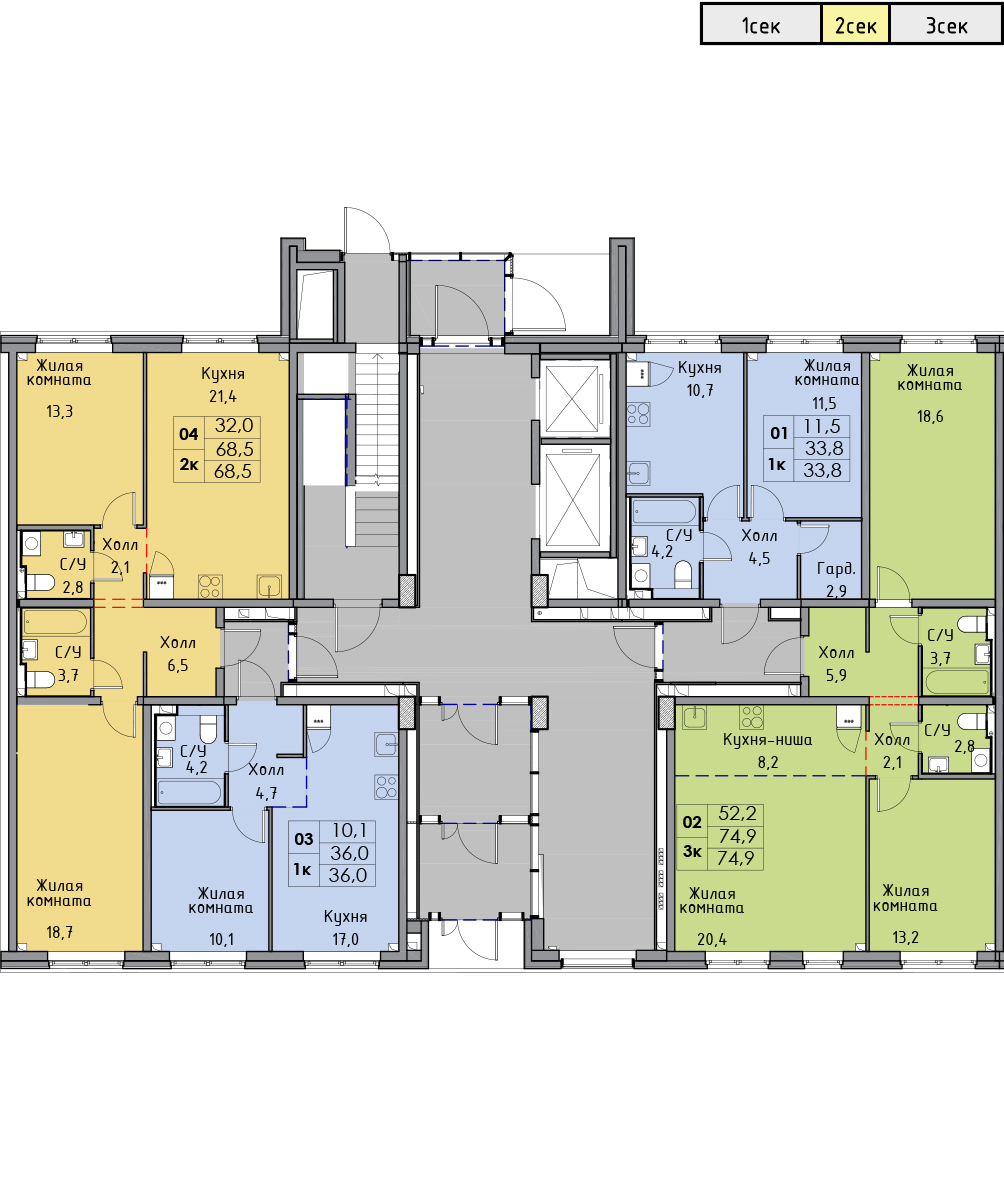 1сек 2сек 3сек
Жилая
комната
13,3
Кухня
21,4
04
2к
32,0
68,5
68,5
Холл
2,1
С/У
2,8
С/У
3,7
Холл
6,5
Жилая
комната
18,7
С/У
4,2
Холл
4,7
Жилая
комната
10,1
03
1к
10,1
36,0
36,0
Кухня
17,0
Кухня
10,7
Жилая
комната
11,5
01
1к
11,5
33,8
33,8
С/У
4,2
Холл
4,5
Гард.
2,9
Жилая
комната
18,6
Холл
5,9
С/У
3,7
С/У
2,8
Холл
2,1
Кухня-ниша
8,2
02
3к
52,2
74,9
74,9
Жилая
комната
20,4
Жилая
комната
13,2